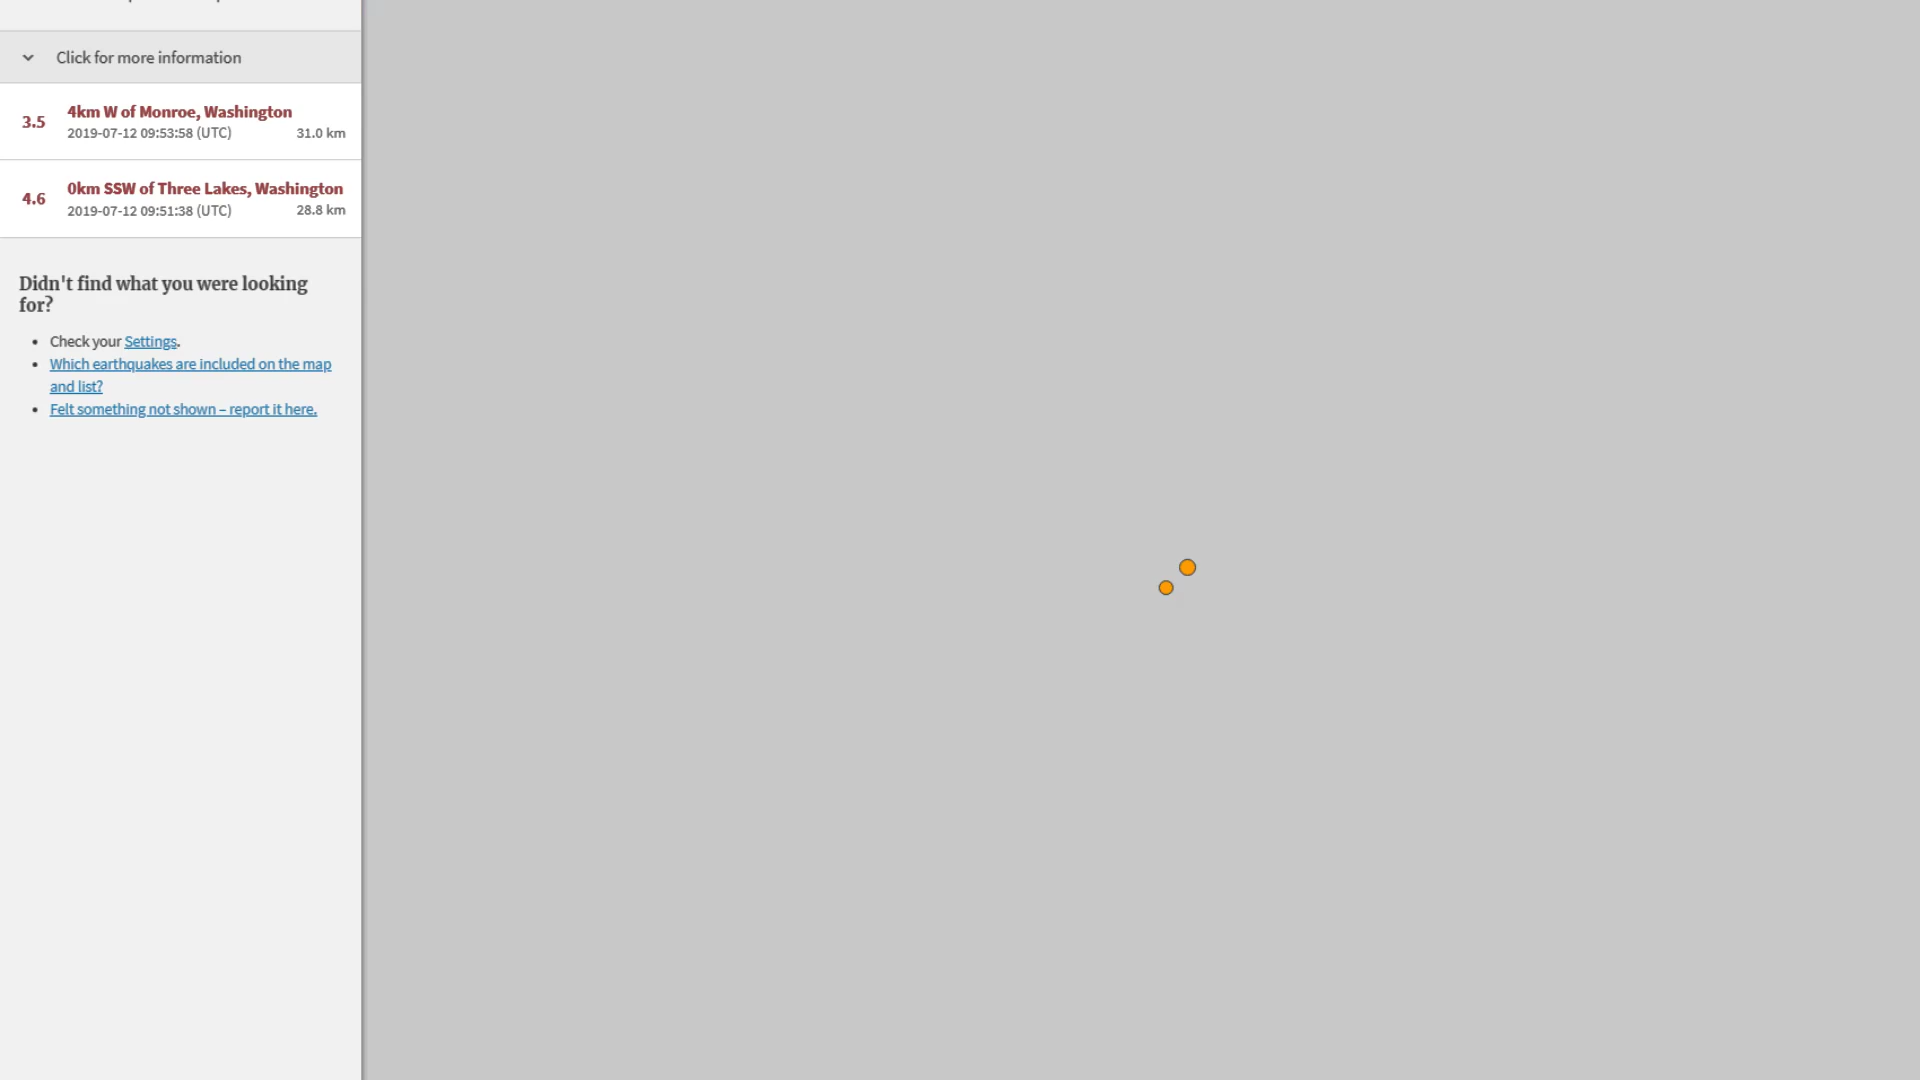 Click for more information
3.5
4km W of Monroe, Washington
2019-07-12 09:53:58 (UTC)
31.0 km
4.6
0km SSW of Three Lakes, Washington
2019-07-12 09:51:38 (UTC)
28.8 km
Didn't find what you were looking
for?
Check your Settings.
Which earthquakes are included on the map
and list?
Felt something not shown – report it here.